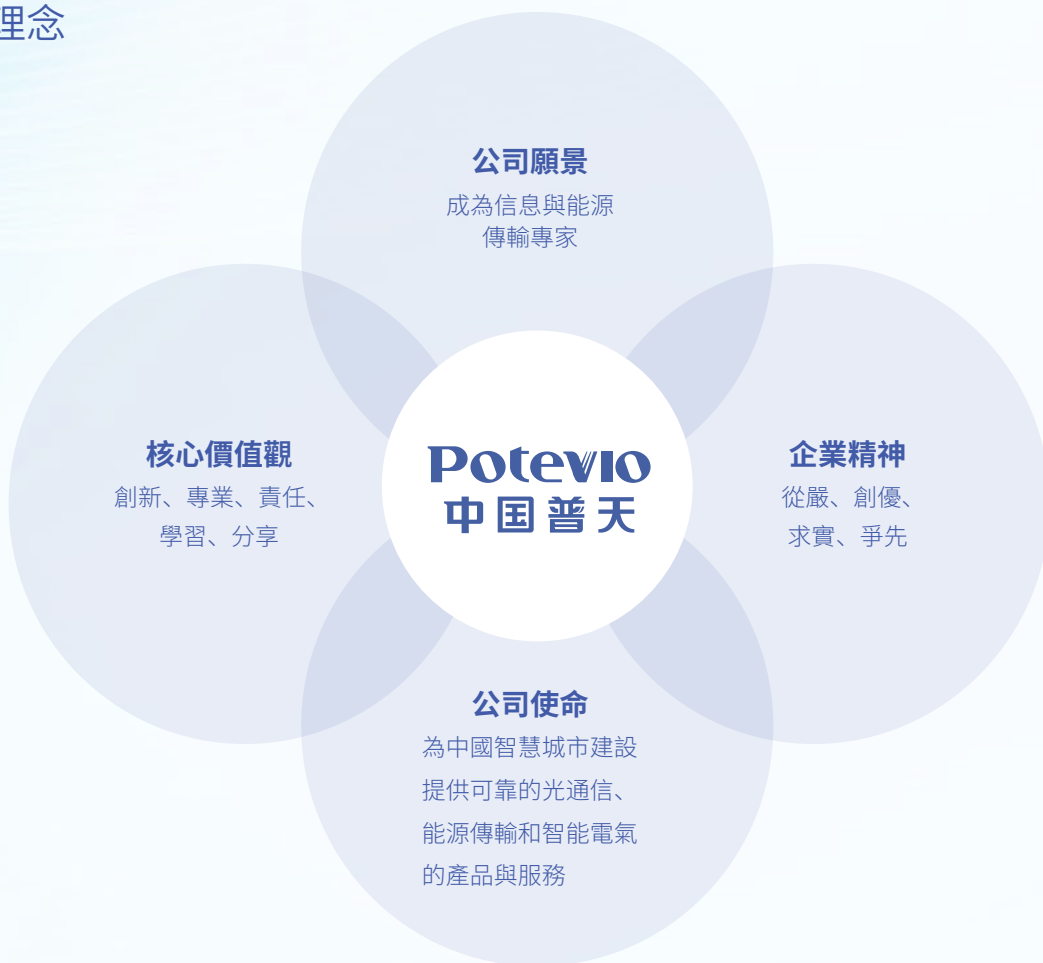 理念
公司願景
成為信息與能源
傳輸專家
核心價值觀
創新、專業、責任、
學習、分享
Potevio
中国普天
企業精神
從嚴、創優、
求實、爭先
公司使命
為中國智慧城市建設
提供可靠的光通信、
能源傳輸和智能電氣
的產品與服務